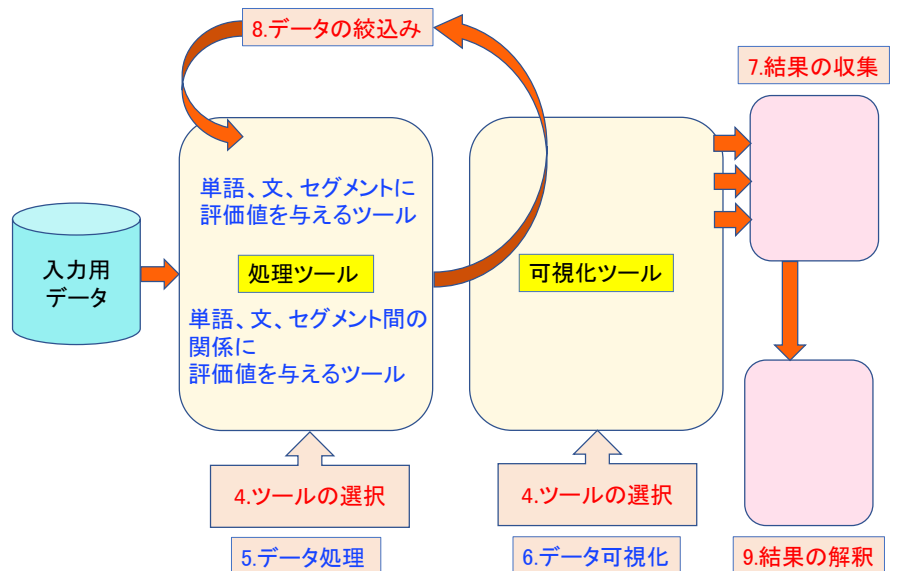 8.データの絞込み
7.結果の収集
単語、文、セグメントに
評価値を与えるツール
入力用
データ
処理ツール
可視化ツール
単語、文、セグメント間の
関係に
評価値を与えるツール
4.ツールの選択
4.ツールの選択
5.データ処理
6.データ可視化
9.結果の解釈